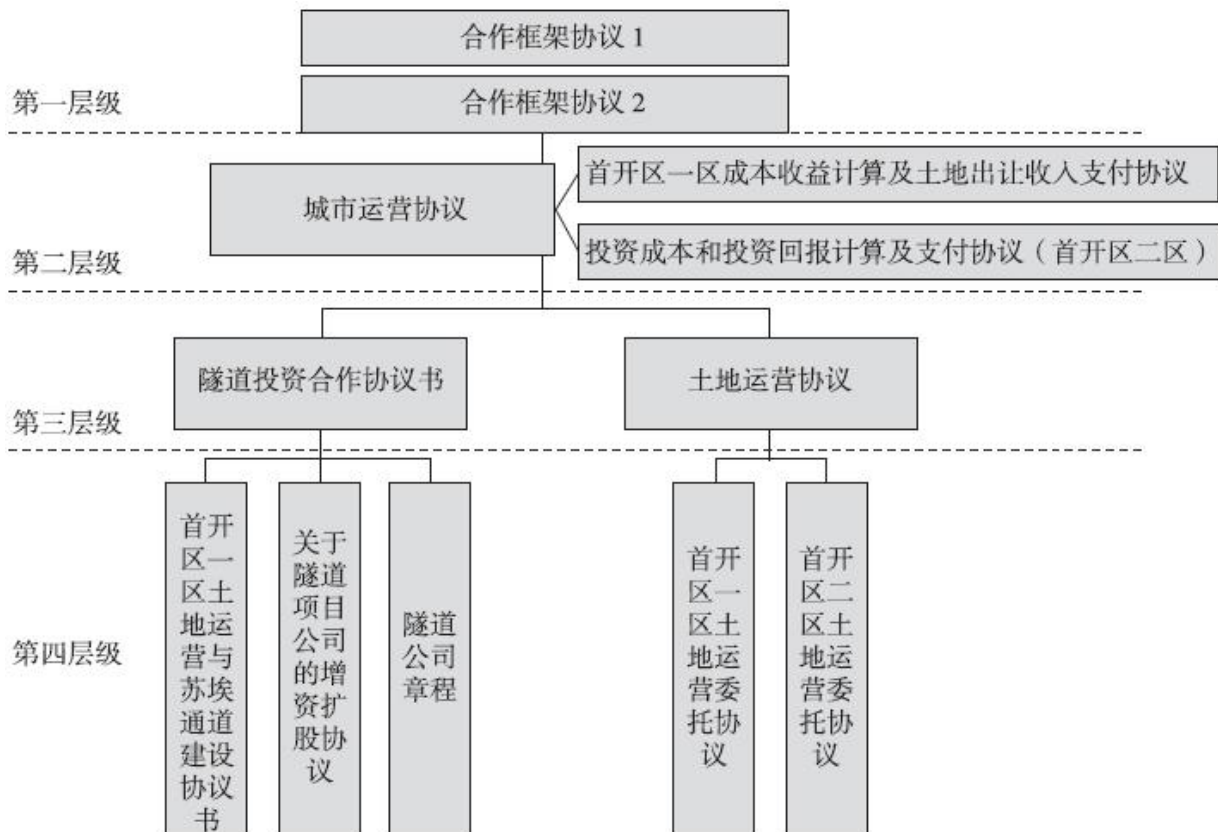 合作框架协议 1
第一层级
合作框架协议 2
首开区一区成本收益计算及土地出让收入支付协议
城市运营协议
第二层级
投资成本和投资回报计算及支付协议（首开区二区）
隧道投资合作协议书
土地运营协议
第三层级
第四层级
首开
区一
区土
地运
营与
苏埃
通道
建设
协议
书
关于
隧道
项目
公司
的增
资扩
股协
议
隧道
公司
章程
首开
区一
区土
地运
营委
托协
议
首开
区二
区土
地运
营委
托协
议